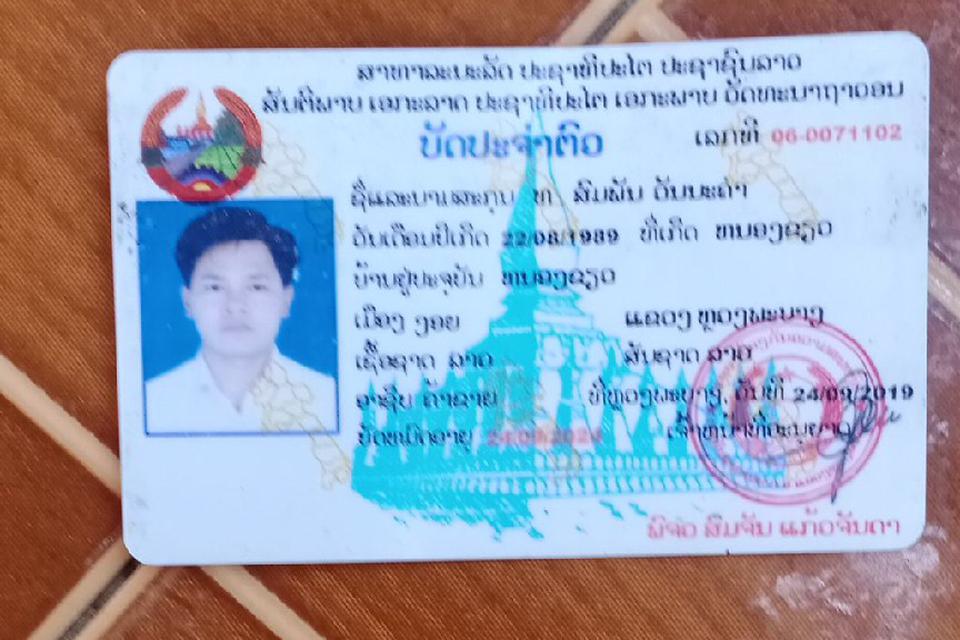 ສາທາລະນະລັດ ປະຊາທິປະໄຕ ປະຊາຊົນລາວ
ສັນຕິພາບ ເອກະລາດ ປະຊາທິປະໄຕ ເອກະພາບ ວັດທະນາຖາວອນ
ບັດປະຈຳຕົວ
ເລກທີ 06-0071102
ຊື່ແລະນາມສະກຸນ ທ ສົມພັນ ວັນນະຄຳ
ວັນເດືອນປີເກີດ 22/08/1989 ທີ່ເກີດ ໜອງຂຽວ
ບ້ານຢູ່ປະຈຸບັນ ໜອງຂຽວ
ເມືອງ ງອຍ ແຂວງ ຫຼວງພະບາງ
ເຊື້ອຊາດ ລາວ ສັນຊາດ ລາວ
ອາຊີບ ຄ້າຂາຍ ທີ່ຫຼວງພະບາງ, ວັນທີ 24/09/2019
ບັດໝົດອາຍຸ 24/09/2024 ເຈົ້າໜ້າທີ່ອະນຸຍາດ
ພິຈວ ສົມຈັນ ແກ້ວຈັນດາ